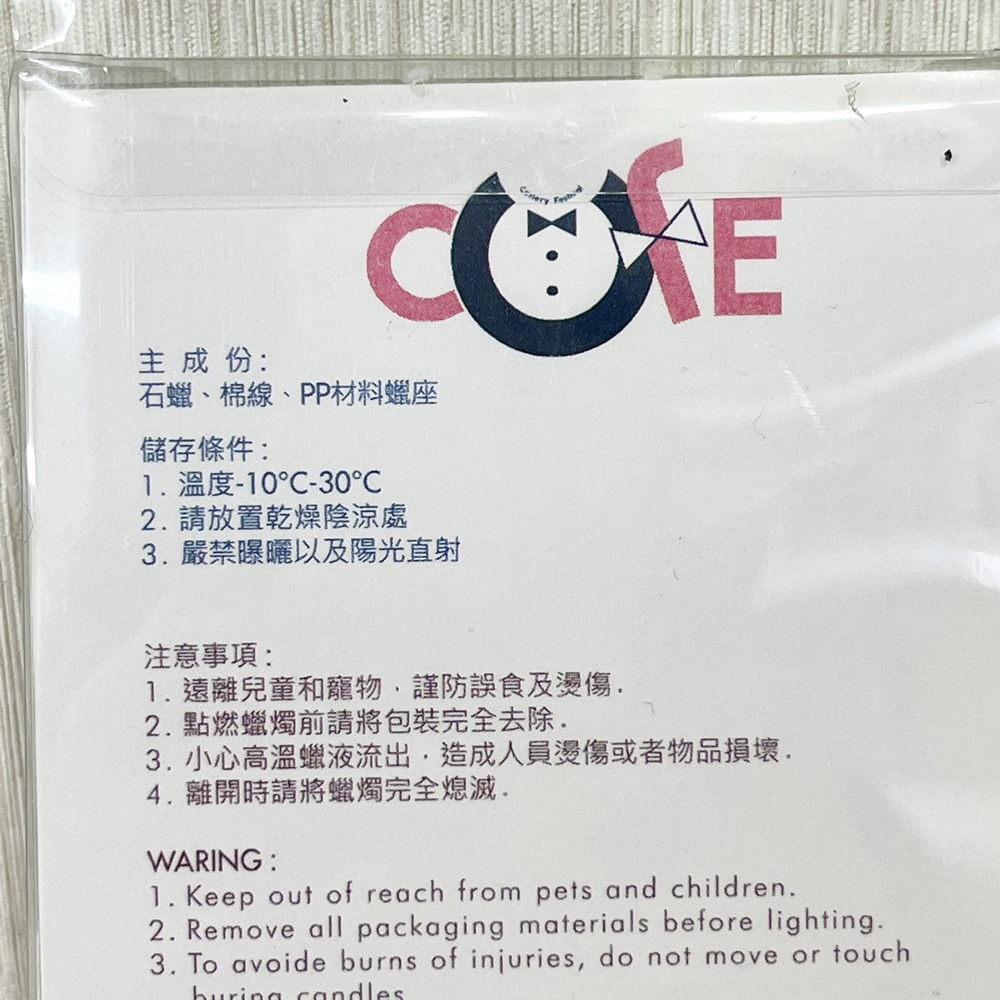 COSE
主 成 份：
石蠟、棉線、PP材料蠟座
儲存條件：
1. 溫度-10°C-30°C
2. 請放置乾燥陰涼處
3. 嚴禁曝曬以及陽光直射
注意事項：
1. 遠離兒童和寵物，謹防誤食及燙傷.
2. 點燃蠟燭前請將包裝完全去除.
3. 小心高溫蠟液流出，造成人員燙傷或者物品損壞.
4. 離開時請將蠟燭完全熄滅.
WARING：
1. Keep out of reach from pets and children.
2. Remove all packaging materials before lighting.
3. To avoide burns of injuries, do not move or touch
buring candles